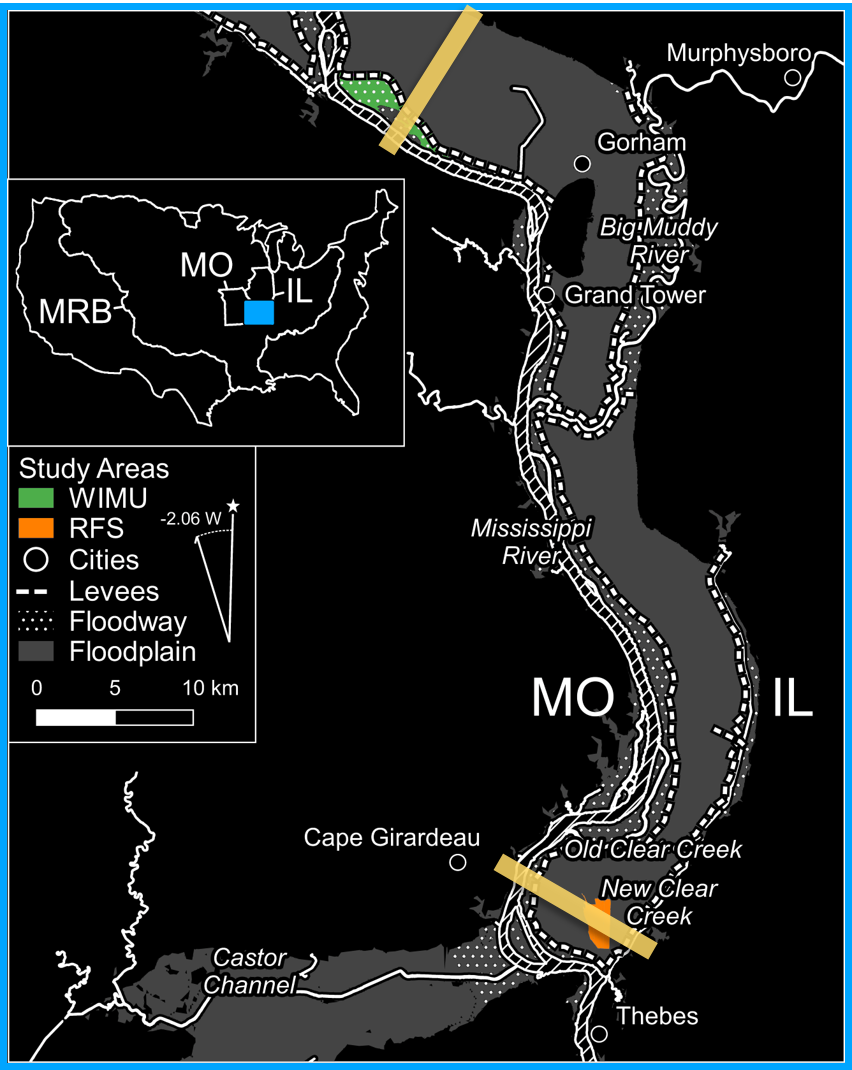 Murphysboro
Gorham
Big Muddy
River
Grand Tower
MO
IL
MRB
Study Areas
WIMU
RFS
Cities
Levees
Floodway
Floodplain
-2.06 W
0 5 10 km
Mississippi
River
MO
IL
Cape Girardeau
Old Clear Creek
New Clear
Creek
Castor
Channel
Thebes